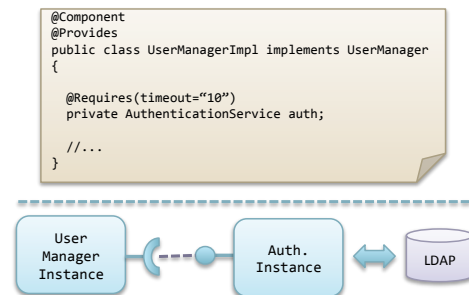 @Component
@Provides
public class UserManagerImpl implements UserManager
{
@Requires(timeout=“10”)
private AuthenticationService auth;
//...
}
User
Manager
Instance
Auth.
Instance
LDAP